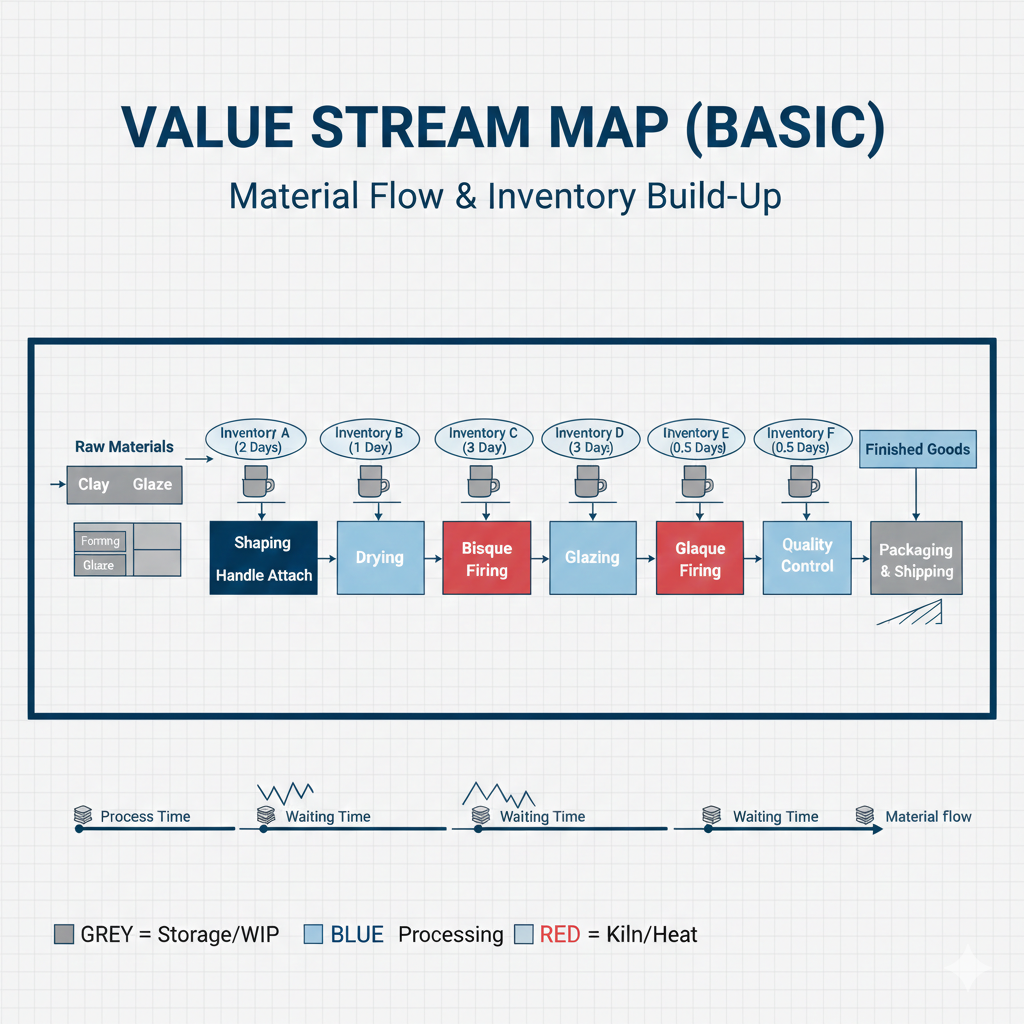 VALUE STREAM MAP (BASIC)
Material Flow & Inventory Build-Up
Raw Materials
Clay Glaze
Forming
Gluare
Inventory A
(2 Days)
Inventory B
(1 Day)
Inventory C
(3 Day)
Inventory D
(3 Day)
Inventory E
(0.5 Days)
Inventory F
(0.5 Days)
Finished Goods
Shaping
Handle Attach
Drying
Bisque
Firing
Glazing
Glaque
Firing
Quality
Control
Packaging
& Shipping
Process Time
Waiting Time
Waiting Time
Waiting Time
Material flow
GREY = Storage/WIP
BLUE Processing
RED = Kiln/Heat